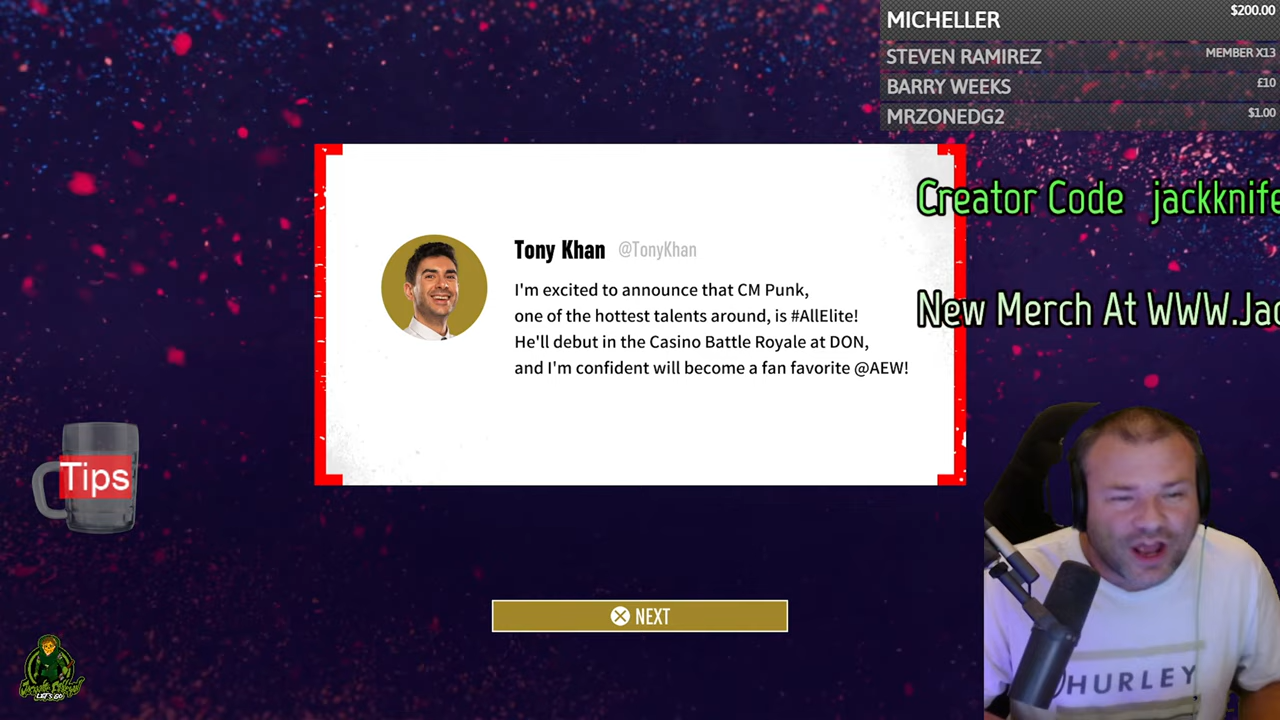 MICHELLER $200.00
STEVEN RAMIREZ MEMBER X13
BARRY WEEKS £10
MRZONEDG2 $1.00
Creator Code jackknife
New Merch At WWW.Jac
Tony Khan @TonyKhan
I'm excited to announce that CM Punk,
one of the hottest talents around, is #AllElite!
He'll debut in the Casino Battle Royale at DON,
and I'm confident will become a fan favorite @AEW!
Tips
NEXT
HURLEY
LET'S GO